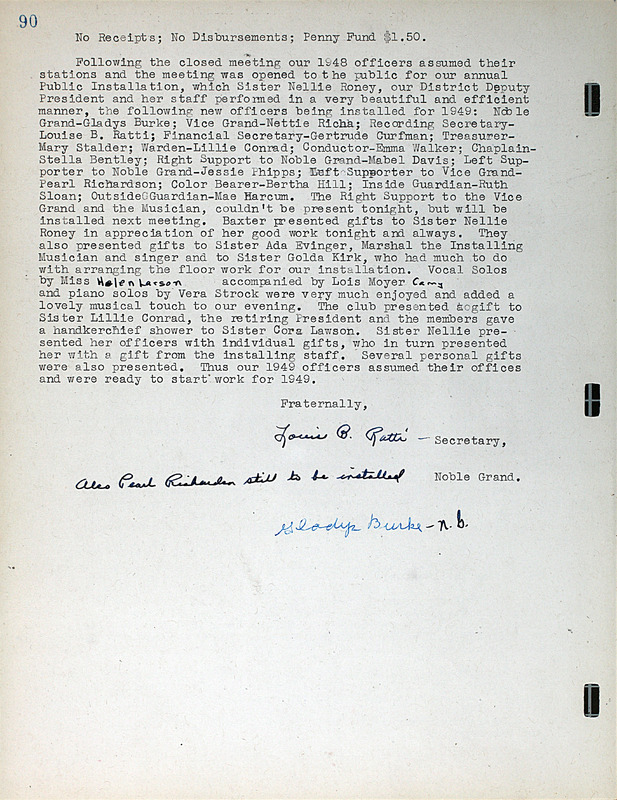 90
No Receipts; No Disbursements; Penny Fund $1.50.
Following the closed meeting our 1948 officers assumed their
stations and the meeting was opened to the public for our annual
Public Installation, which Sister Nellie Roney, our District Deputy
President and her staff performed in a very beautiful and efficient
manner, the following new officers being installed for 1949: Noble
Grand-Gladys Burke; Vice Grand-Nettie Richa; Recording Secretary-
Louise B. Ratti; Financial Secretary-Gertrude Curfman; Treasurer-
Mary Stalder; Warden-Lillie Conrad; Conductor-Emma Walker; Chaplain-
Stella Bentley; Right Support to Noble Grand-Mabel Davis; Left Sup-
porter to Noble Grand-Jessie Phipps; Left Supporter to Vice Grand-
Pearl Richardson; Color Bearer-Bertha Hill; Inside Guardian-Ruth
Sloan; Outside Guardian-Mae Harcum. The Right Support to the Vice
Grand and the Musician, couldn't be present tonight, but will be
installed next meeting. Baxter presented gifts to Sister Nellie
Roney in appreciation of her good work tonight and always. They
also presented gifts to Sister Ada Evinger, Marshal the Installing
Musician and singer and to Sister Golda Kirk, who had much to do
with arranging the floor work for our installation. Vocal Solos
by Miss Helen Larson accompanied by Lois Moyer Camy
and piano solos by Vera Strock were very much enjoyed and added a
lovely musical touch to our evening. The club presented a gift to
Sister Lillie Conrad, the retiring President and the members gave
a handkerchief shower to Sister Cora Lawson. Sister Nellie pre-
sented her officers with individual gifts, who in turn presented
her with a gift from the installing staff. Several personal gifts
were also presented. Thus our 1949 officers assumed their offices
and were ready to start work for 1949.
Fraternally,
Louise B. Ratti - Secretary,
Also Pearl Richardson still to be installed Noble Grand.
Gladys Burke - N.G.